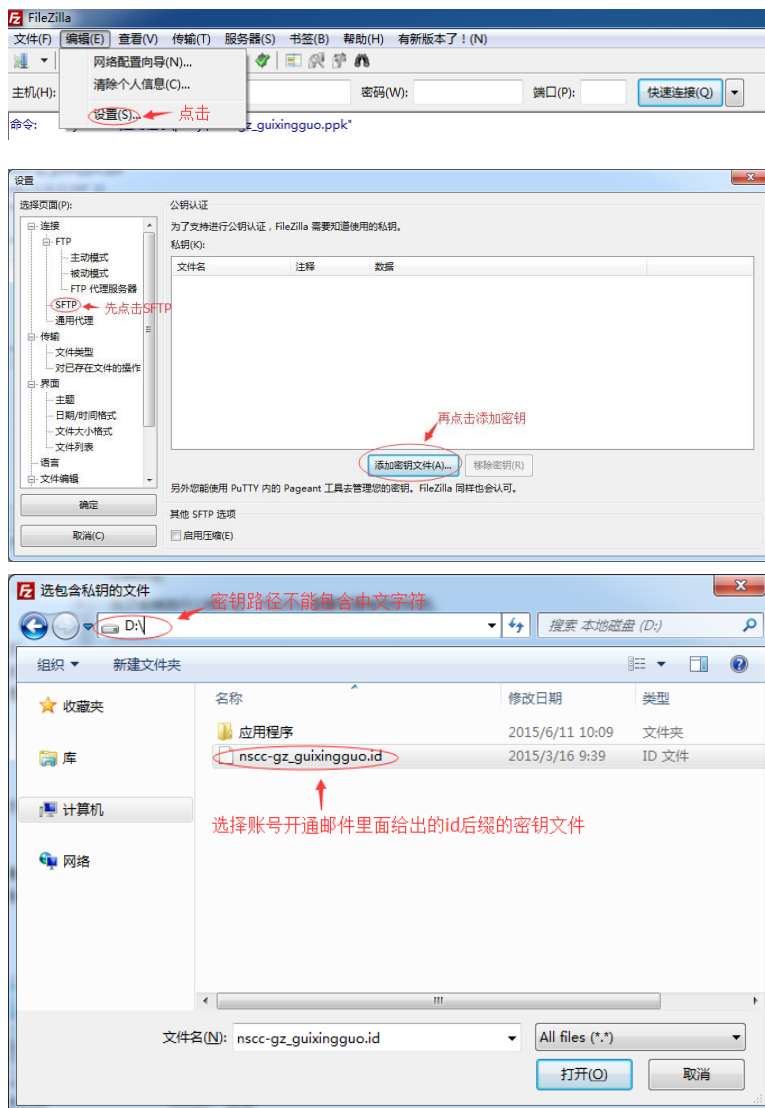 FileZilla
文件(F) 编辑(E) 查看(V) 传输(T) 服务器(S) 书签(B) 帮助(H) 有新版本了！(N)
网络配置向导(N)...
主机(H): 清除个人信息(C)... 密码(W): 端口(P): 快速连接(Q)
设置(S)... 点击
命令: gz_guixingguo.ppk"
设置
选择页面(P): 公钥认证
连接 为了支持进行公钥认证，FileZilla 需要知道使用的私钥。
FTP 私钥(K):
主动模式 文件名 注释 数据
被动模式
FTP 代理服务器
SFTP 先点击SFTP
通用代理
传输
文件类型
对已存在文件的操作
界面
主题
日期/时间格式 再点击添加密钥
文件大小格式
文件列表
语言 添加密钥文件(A)... 移除密钥(R)
文件编辑 另外您能使用 PuTTY 内的 Pageant 工具去管理您的密钥。FileZilla 同样也会认可。
确定 其他 SFTP 选项
取消(C) 启用压缩(E)
选包含私钥的文件 密钥路径不能包含中文字符
D:\ 搜索 本地磁盘 (D:)
组织 新建文件夹
收藏夹 名称 修改日期 类型
应用程序 2015/6/11 10:09 文件夹
库 nscc-gz_guixingguo.id 2015/3/16 9:39 ID 文件
计算机
选择账号开通邮件里面给出的id后缀的密钥文件
网络
文件名(N): nscc-gz_guixingguo.id All files (*.*)
打开(O) 取消